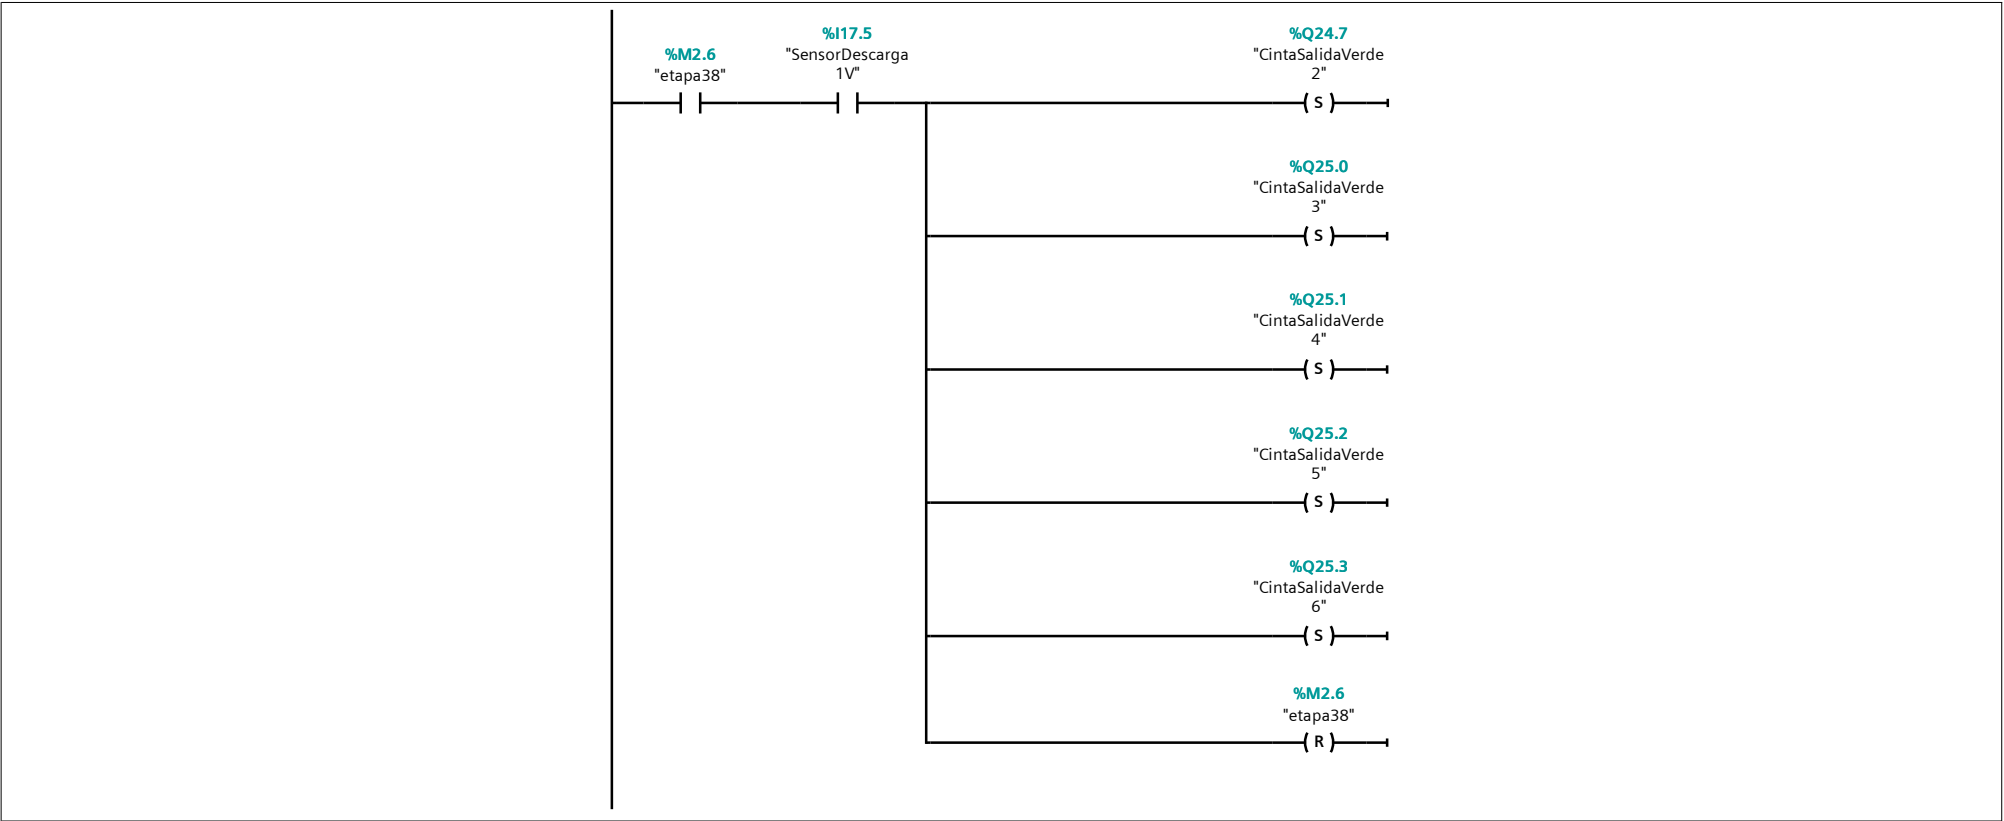 %M2.6
"etapa38"
%I17.5
"SensorDescarga
1V"
%Q24.7
"CintaSalidaVerde
2"
S
%Q25.0
"CintaSalidaVerde
3"
S
%Q25.1
"CintaSalidaVerde
4"
S
%Q25.2
"CintaSalidaVerde
5"
S
%Q25.3
"CintaSalidaVerde
6"
S
%M2.6
"etapa38"
R